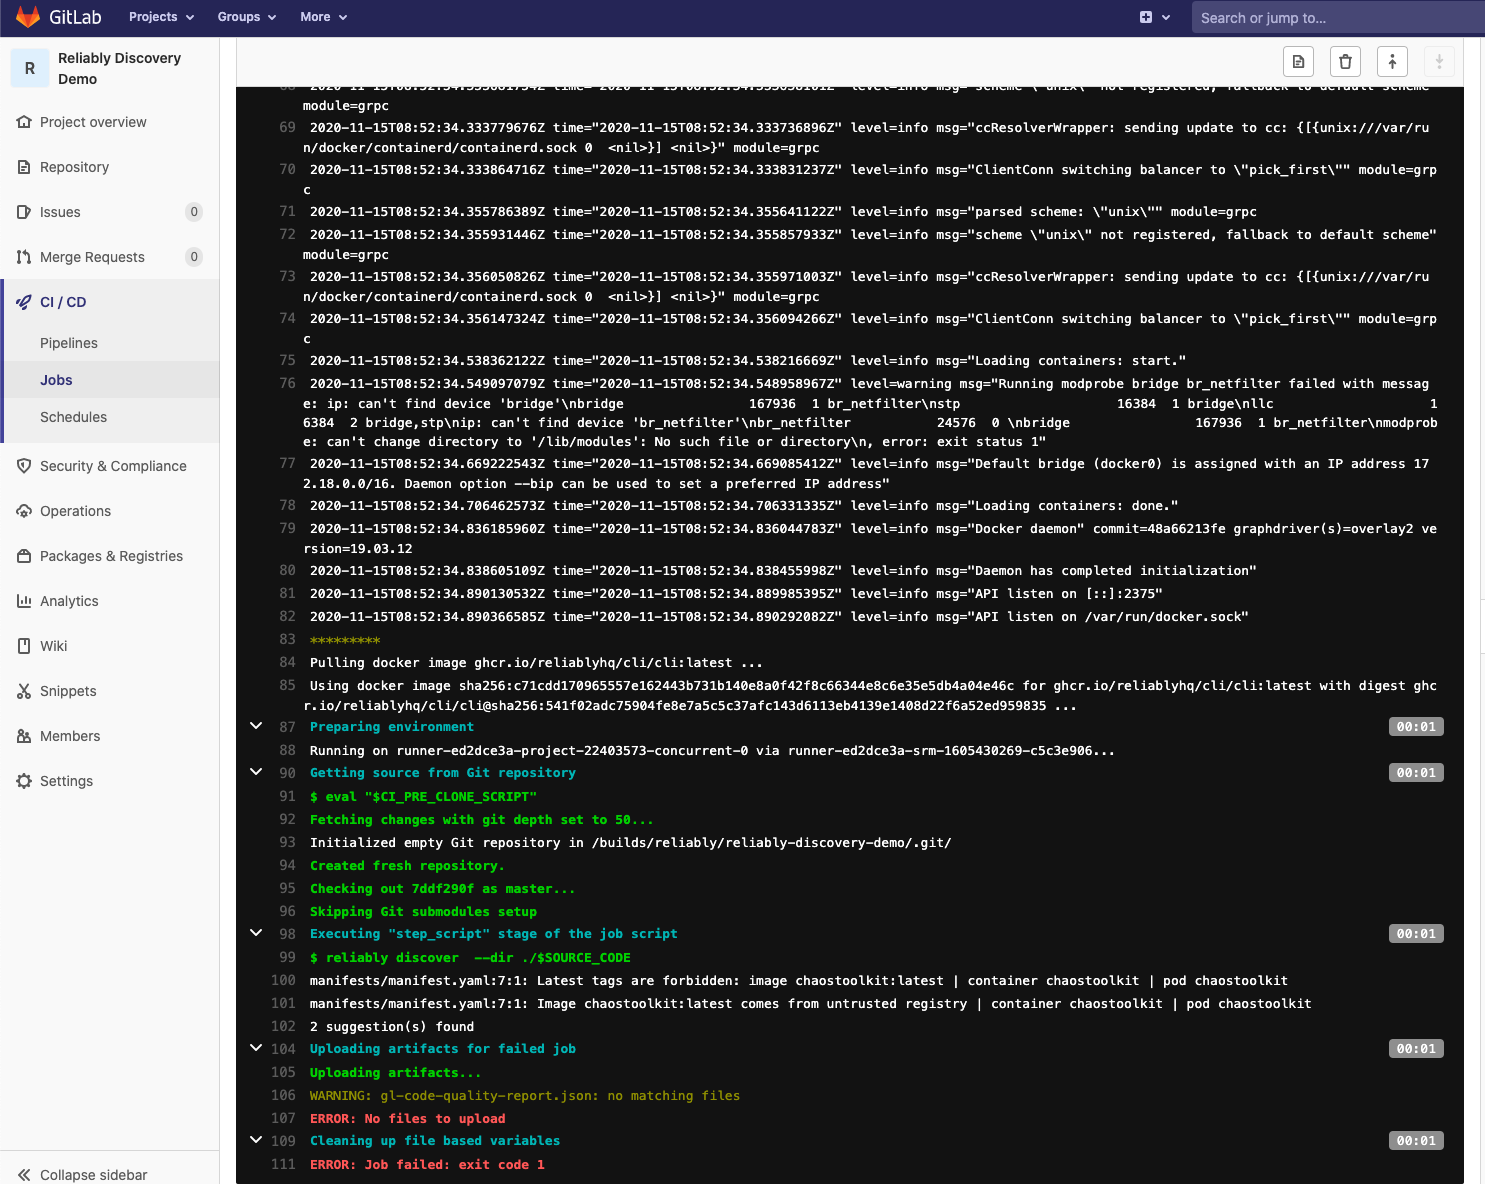 GitLab
Projects
Groups
More
Search or jump to...
R
Reliably Discovery
Demo
Project overview
Repository
Issues 0
Merge Requests 0
CI / CD
Pipelines
Jobs
Schedules
Security & Compliance
Operations
Packages & Registries
Analytics
Wiki
Snippets
Members
Settings
Collapse sidebar
module=grpc
69 2020-11-15T08:52:34.333779676Z time="2020-11-15T08:52:34.333736896Z" level=info msg="ccResolverWrapper: sending update to cc: {[{unix:///var/ru
n/docker/containerd/containerd.sock 0  <nil>}] <nil>}" module=grpc
70 2020-11-15T08:52:34.333864716Z time="2020-11-15T08:52:34.333831237Z" level=info msg="ClientConn switching balancer to \"pick_first\"" module=grp
c
71 2020-11-15T08:52:34.355786389Z time="2020-11-15T08:52:34.355641122Z" level=info msg="parsed scheme: \"unix\"" module=grpc
72 2020-11-15T08:52:34.355931446Z time="2020-11-15T08:52:34.355857933Z" level=info msg="scheme \"unix\" not registered, fallback to default scheme"
module=grpc
73 2020-11-15T08:52:34.356050826Z time="2020-11-15T08:52:34.355971003Z" level=info msg="ccResolverWrapper: sending update to cc: {[{unix:///var/ru
n/docker/containerd/containerd.sock 0  <nil>}] <nil>}" module=grpc
74 2020-11-15T08:52:34.356147324Z time="2020-11-15T08:52:34.356094266Z" level=info msg="ClientConn switching balancer to \"pick_first\"" module=grp
c
75 2020-11-15T08:52:34.538362122Z time="2020-11-15T08:52:34.538216669Z" level=info msg="Loading containers: start."
76 2020-11-15T08:52:34.549097079Z time="2020-11-15T08:52:34.548958967Z" level=warning msg="Running modprobe bridge br_netfilter failed with messag
e: ip: can't find device 'bridge'\nbridge                167936  1 br_netfilter\nstp                    16384  1 bridge\nllc                    1
6384  2 bridge,stp\nip: can't find device 'br_netfilter'\nbr_netfilter           24576  0 \nbridge                167936  1 br_netfilter\nmodprob
e: can't change directory to '/lib/modules': No such file or directory\n, error: exit status 1"
77 2020-11-15T08:52:34.669222543Z time="2020-11-15T08:52:34.669085412Z" level=info msg="Default bridge (docker0) is assigned with an IP address 17
2.18.0.0/16. Daemon option --bip can be used to set a preferred IP address"
78 2020-11-15T08:52:34.706462573Z time="2020-11-15T08:52:34.706331335Z" level=info msg="Loading containers: done."
79 2020-11-15T08:52:34.836185960Z time="2020-11-15T08:52:34.836044783Z" level=info msg="Docker daemon" commit=48a66213fe graphdriver(s)=overlay2 ve
rsion=19.03.12
80 2020-11-15T08:52:34.838605109Z time="2020-11-15T08:52:34.838455998Z" level=info msg="Daemon has completed initialization"
81 2020-11-15T08:52:34.890130532Z time="2020-11-15T08:52:34.889985395Z" level=info msg="API listen on [::]:2375"
82 2020-11-15T08:52:34.890366585Z time="2020-11-15T08:52:34.890292082Z" level=info msg="API listen on /var/run/docker.sock"
83 *********
84 Pulling docker image ghcr.io/reliablyhq/cli/cli:latest ...
85 Using docker image sha256:c71cdd170965557e162443b731b140e8a0f42f8c66344e8c6e35e5db4a04e46c for ghcr.io/reliablyhq/cli/cli:latest with digest ghc
r.io/reliablyhq/cli/cli@sha256:541f02adc75904fe8e7a5c5c37afc143d6113eb4139e1408d22f6a52ed959835 ...
87 Preparing environment 00:01
88 Running on runner-ed2dce3a-project-22403573-concurrent-0 via runner-ed2dce3a-srm-1605430269-c5c3e906...
90 Getting source from Git repository 00:01
91 $ eval "$CI_PRE_CLONE_SCRIPT"
92 Fetching changes with git depth set to 50...
93 Initialized empty Git repository in /builds/reliably/reliably-discovery-demo/.git/
94 Created fresh repository.
95 Checking out 7ddf290f as master...
96 Skipping Git submodules setup
98 Executing "step_script" stage of the job script 00:01
99 $ reliably discover  --dir ./$SOURCE_CODE
100 manifests/manifest.yaml:7:1: Latest tags are forbidden: image chaostoolkit:latest | container chaostoolkit | pod chaostoolkit
101 manifests/manifest.yaml:7:1: Image chaostoolkit:latest comes from untrusted registry | container chaostoolkit | pod chaostoolkit
102 2 suggestion(s) found
104 Uploading artifacts for failed job 00:01
105 Uploading artifacts...
106 WARNING: gl-code-quality-report.json: no matching files
107 ERROR: No files to upload
109 Cleaning up file based variables 00:01
111 ERROR: Job failed: exit code 1